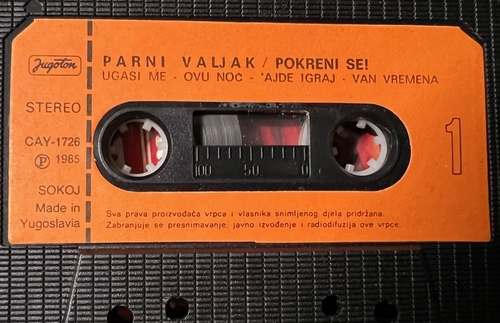 Jugoton
PARNI VALJAK / POKRENI SE!
UGASI ME - OVU NOĆ - 'AJDE IGRAJ - VAN VREMENA
STEREO
CAY-1726
Ⓟ 1985
SOKOJ
Made in
Yugoslavia
1
100 50 0
Sva prava proizvođača vrpce i vlasnika snimljenog djela pridržana.
Zabranjuje se presnimavanje, javno izvođenje i radiodifuzija ove vrpce.